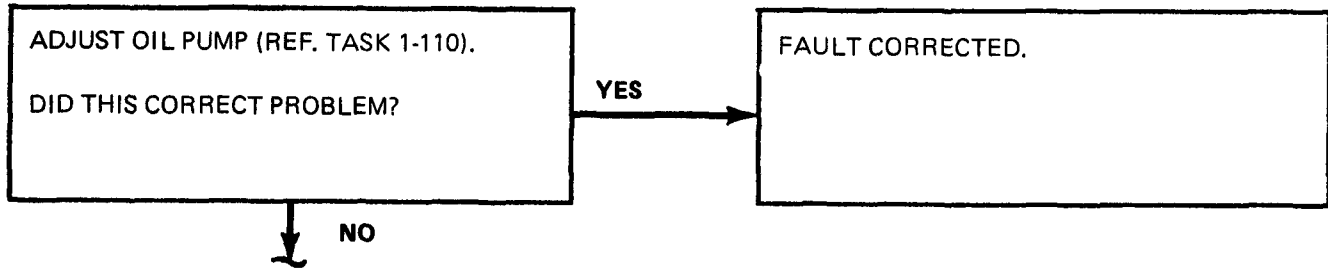 ADJUST OIL PUMP (REF. TASK 1-110).
DID THIS CORRECT PROBLEM?
YES
FAULT CORRECTED.
NO